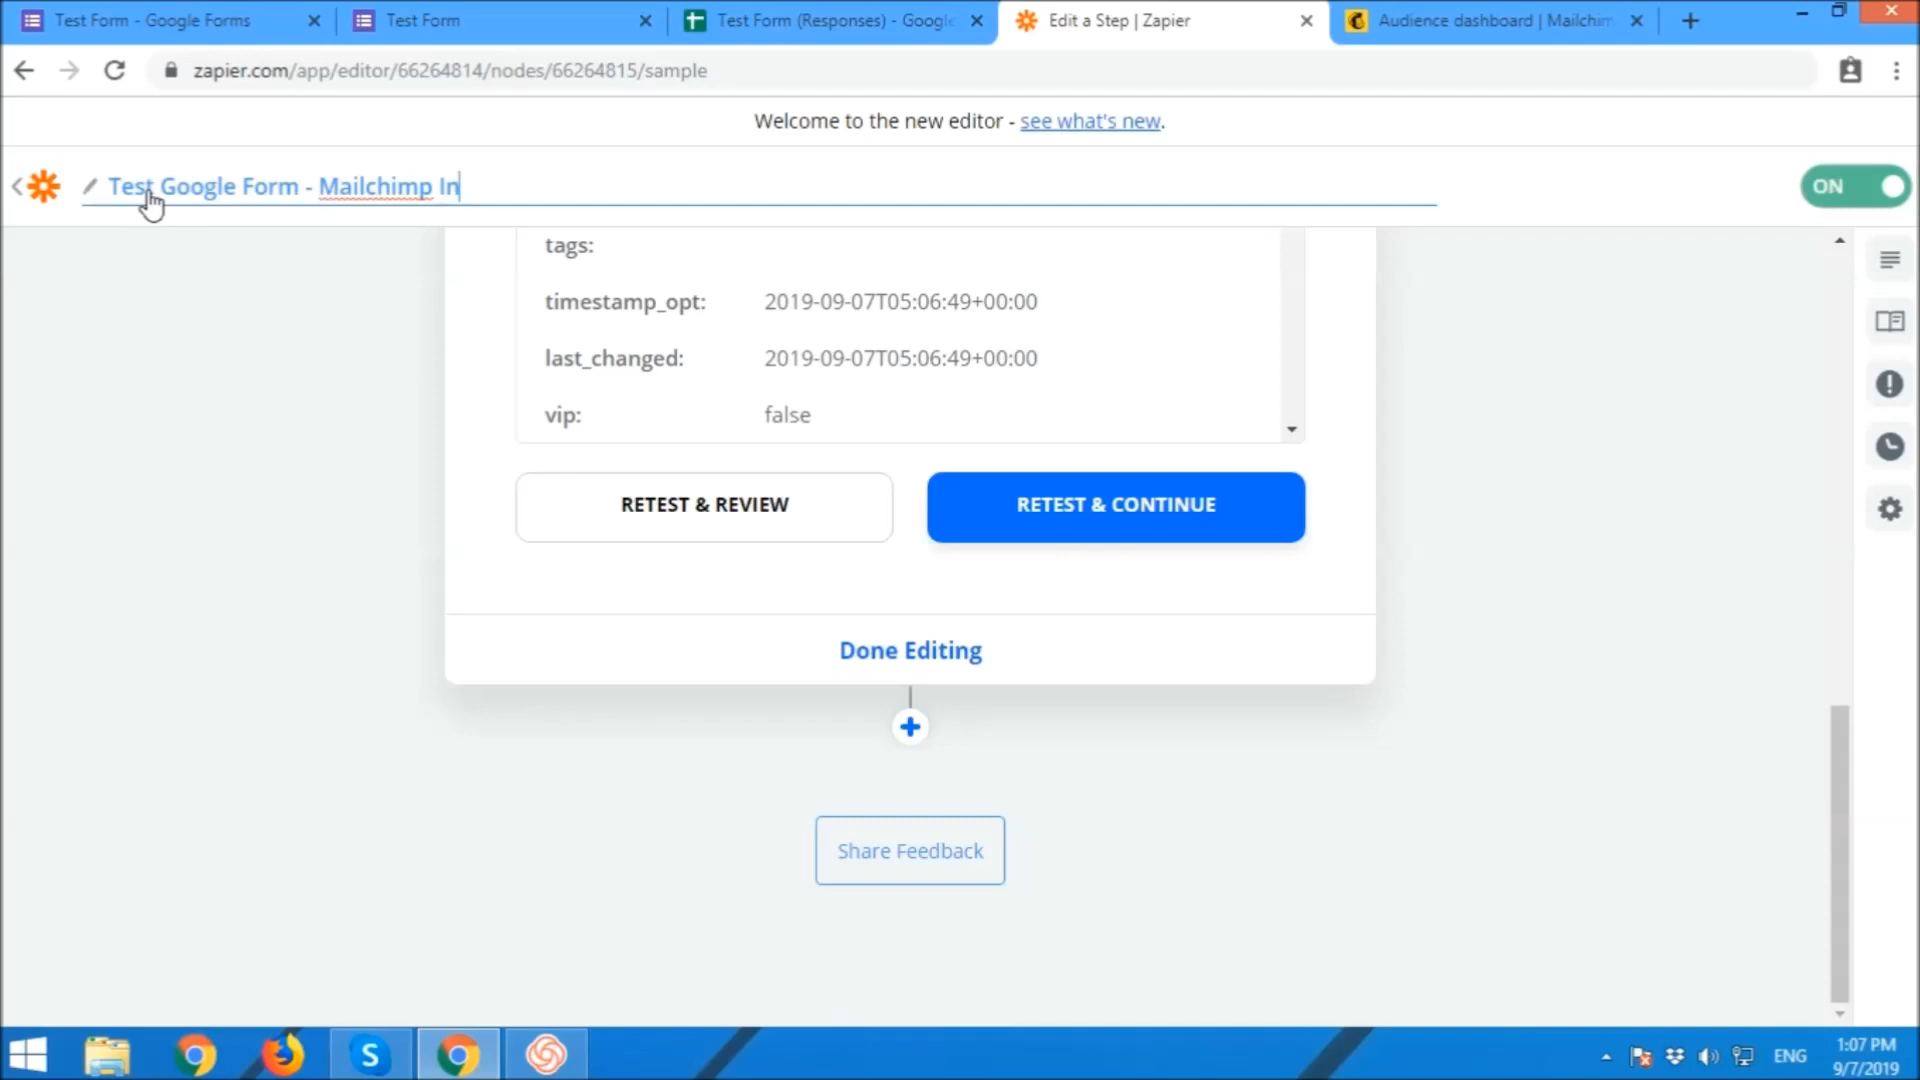 Test Form - Google Forms
Test Form
Test Form (Responses) - Google
Edit a Step | Zapier
Audience dashboard | Mailchim
zapier.com/app/editor/66264814/nodes/66264815/sample
Welcome to the new editor - see what's new.
Test Google Form - Mailchimp In
ON
tags:
timestamp_opt: 2019-09-07T05:06:49+00:00
last_changed: 2019-09-07T05:06:49+00:00
vip: false
RETEST & REVIEW
RETEST & CONTINUE
Done Editing
Share Feedback
ENG
1:07 PM
9/7/2019